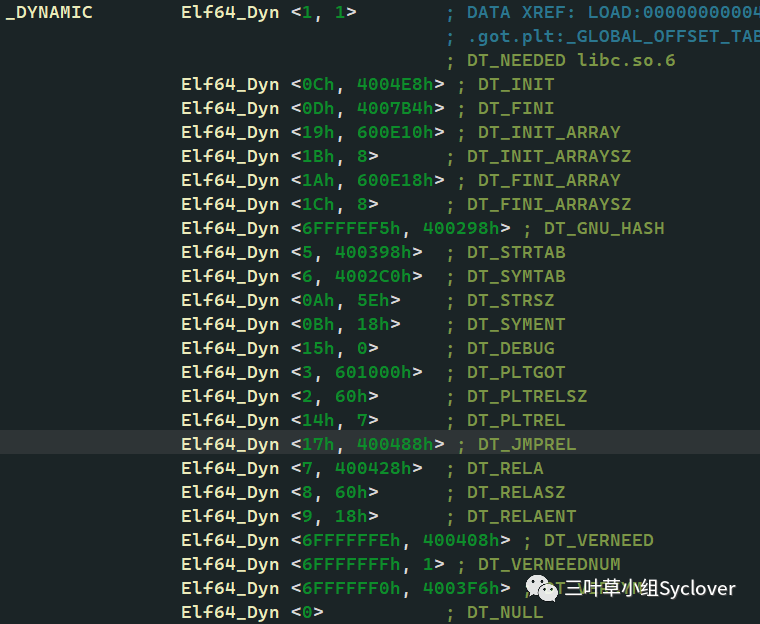 _DYNAMIC Elf64_Dyn <1, 1> ; DATA XREF: LOAD:00000000004
; .got.plt:_GLOBAL_OFFSET_TAB
; DT_NEEDED libc.so.6
Elf64_Dyn <0Ch, 4004E8h> ; DT_INIT
Elf64_Dyn <0Dh, 4007B4h> ; DT_FINI
Elf64_Dyn <19h, 600E10h> ; DT_INIT_ARRAY
Elf64_Dyn <1Bh, 8> ; DT_INIT_ARRAYSZ
Elf64_Dyn <1Ah, 600E18h> ; DT_FINI_ARRAY
Elf64_Dyn <1Ch, 8> ; DT_FINI_ARRAYSZ
Elf64_Dyn <6FFFFEF5h, 400298h> ; DT_GNU_HASH
Elf64_Dyn <5, 400398h> ; DT_STRTAB
Elf64_Dyn <6, 4002C0h> ; DT_SYMTAB
Elf64_Dyn <0Ah, 5Eh> ; DT_STRSZ
Elf64_Dyn <0Bh, 18h> ; DT_SYMENT
Elf64_Dyn <15h, 0> ; DT_DEBUG
Elf64_Dyn <3, 601000h> ; DT_PLTGOT
Elf64_Dyn <2, 60h> ; DT_PLTRELSZ
Elf64_Dyn <14h, 7> ; DT_PLTREL
Elf64_Dyn <17h, 400488h> ; DT_JMPREL
Elf64_Dyn <7, 400428h> ; DT_RELA
Elf64_Dyn <8, 60h> ; DT_RELASZ
Elf64_Dyn <9, 18h> ; DT_RELAENT
Elf64_Dyn <6FFFFFFEh, 400408h> ; DT_VERNEED
Elf64_Dyn <6FFFFFFFh, 1> ; DT_VERNEEDNUM
Elf64_Dyn <6FFFFFF0h, 4003F6h> ;
三叶草小组Syclover
Elf64_Dyn <0> ; DT_NULL